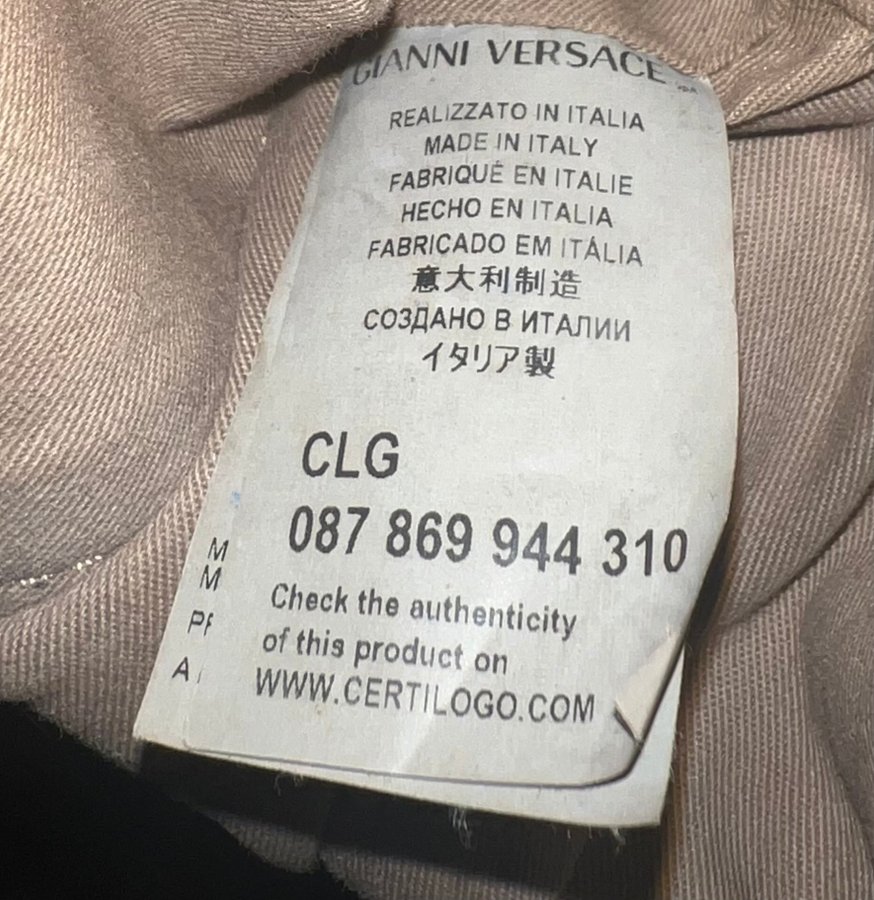 GIANNI VERSACE
REALIZZATO IN ITALIA
MADE IN ITALY
FABRIQUÉ EN ITALIE
HECHO EN ITALIA
FABRICADO EM ITÁLIA
意大利制造
СОЗДАНО В ИТАЛИИ
イタリア製
CLG
087 869 944 310
Check the authenticity
of this product on
WWW.CERTILOGO.COM
M
M
A